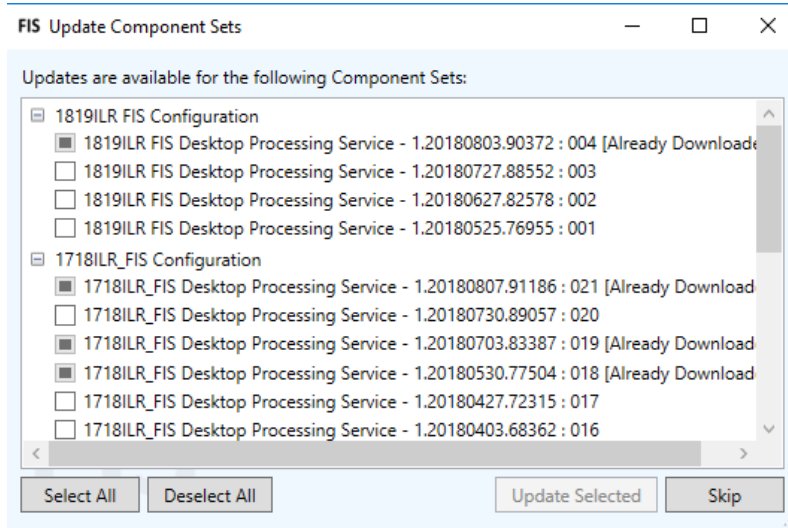 FIS Update Component Sets
Updates are available for the following Component Sets:
1819ILR FIS Configuration
1819ILR FIS Desktop Processing Service - 1.20180803.90372 : 004 [Already Downloade
1819ILR FIS Desktop Processing Service - 1.20180727.88552 : 003
1819ILR FIS Desktop Processing Service - 1.20180627.82578 : 002
1819ILR FIS Desktop Processing Service - 1.20180525.76955 : 001
1718ILR_FIS Configuration
1718ILR_FIS Desktop Processing Service - 1.20180807.91186 : 021 [Already Download
1718ILR_FIS Desktop Processing Service - 1.20180730.89057 : 020
1718ILR_FIS Desktop Processing Service - 1.20180703.83387 : 019 [Already Download
1718ILR_FIS Desktop Processing Service - 1.20180530.77504 : 018 [Already Download
1718ILR_FIS Desktop Processing Service - 1.20180427.72315 : 017
1718ILR_FIS Desktop Processing Service - 1.20180403.68362 : 016
Select All Deselect All Update Selected Skip